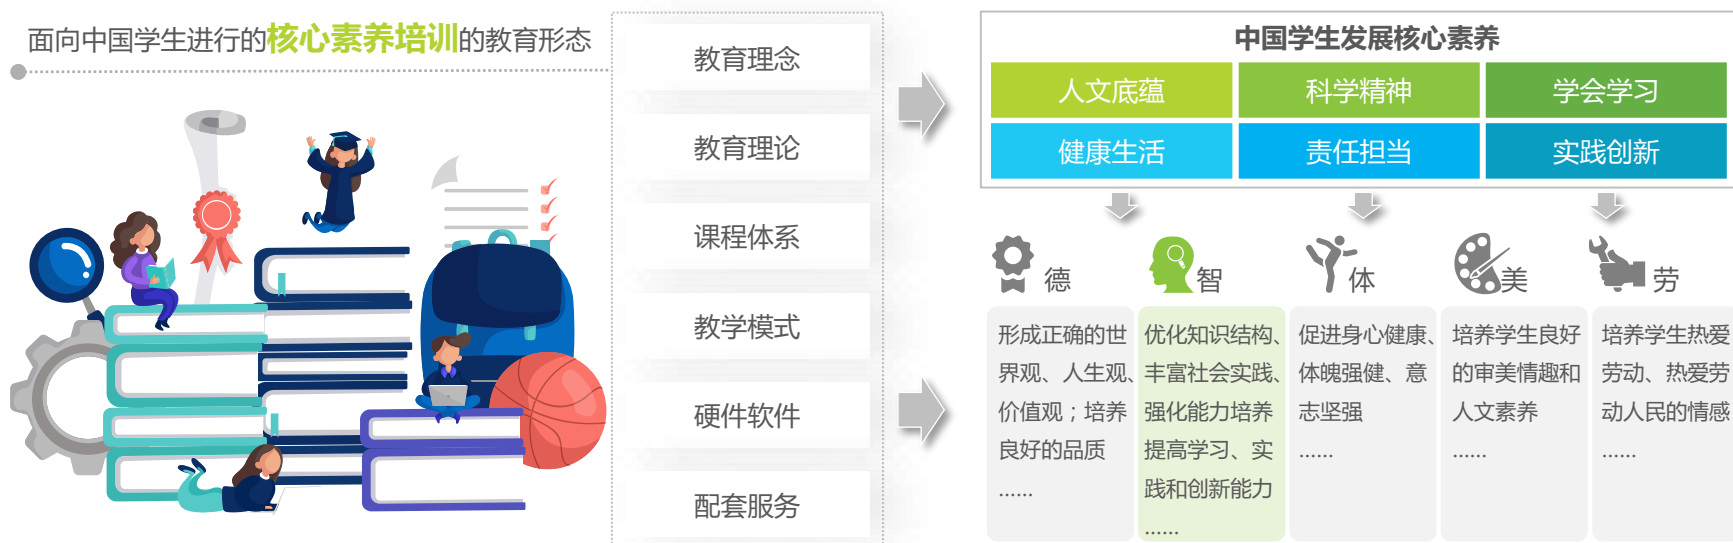 面向中国学生进行的核心素养培训的教育形态
教育理念
教育理论
课程体系
教学模式
硬件软件
配套服务
中国学生发展核心素养
人文底蕴
科学精神
学会学习
健康生活
责任担当
实践创新
德
形成正确的世
界观、人生观、
价值观；培养
良好的品质
……
智
优化知识结构、
丰富社会实践、
强化能力培养
提高学习、实
践和创新能力
……
体
促进身心健康、
体魄强健、意
志坚强
……
美
培养学生良好
的审美情趣和
人文素养
……
劳
培养学生热爱
劳动、热爱劳
动人民的情感
……